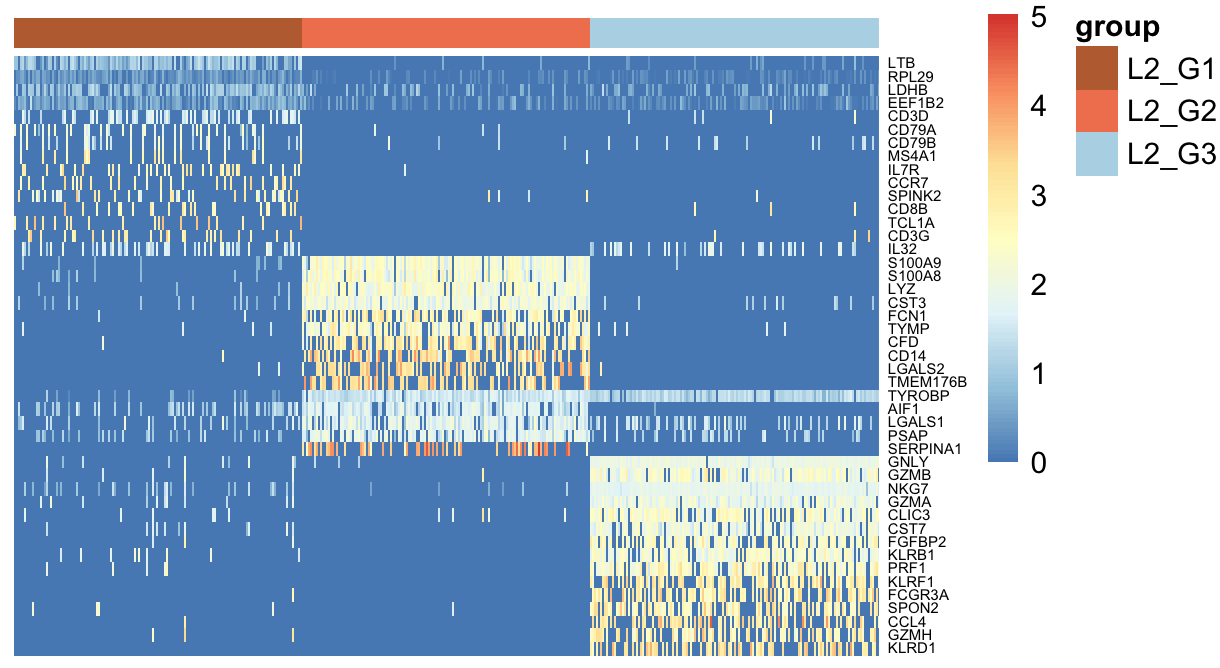 LTB
RPL29
LDHB
EEF1B2
CD3D
CD79A
CD79B
MS4A1
IL7R
CCR7
SPINK2
CD8B
TCL1A
CD3G
IL32
S100A9
S100A8
LYZ
CST3
FCN1
TYMP
CFD
CD14
LGALS2
TMEM176B
TYROBP
AIF1
LGALS1
PSAP
SERPINA1
GNLY
GZMB
NKG7
GZMA
CLIC3
CST7
FGFBP2
KLRB1
PRF1
KLRF1
FCGR3A
SPON2
CCL4
GZMH
KLRD1
5
4
3
2
1
0
group
L2_G1
L2_G2
L2_G3